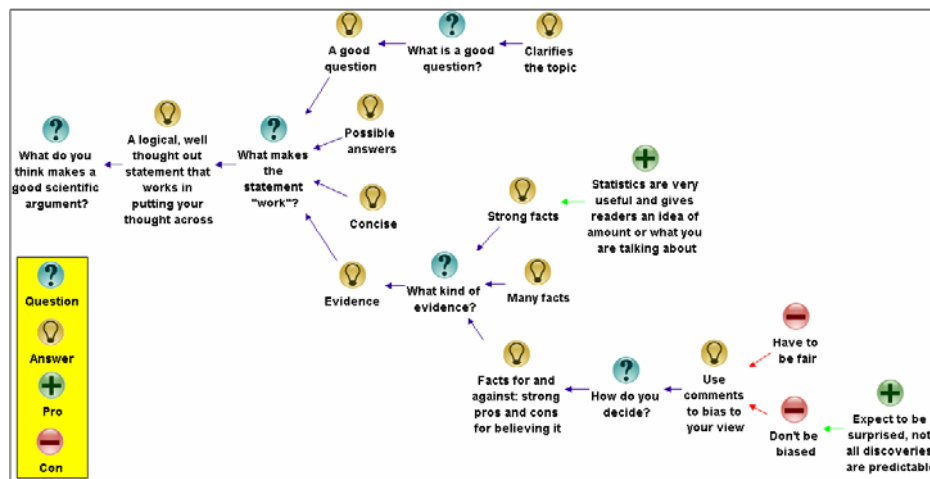 A good
question
What is a good
question?
Clarifies
the topic
What do you
think makes a
good scientific
argument?
A logical, well
thought out
statement that
works in
putting your
thought across
What makes
the
statement
"work"?
Possible
answers
Concise
Evidence
What kind of
evidence?
Strong facts
Statistics are very
useful and gives
readers an idea of
amount or what you
are talking about
Many facts
Facts for and
against: strong
pros and cons
for believing it
How do you
decide?
Use
comments
to bias to
your view
Have to
be fair
Don't be
biased
Expect to be
surprised, not
all discoveries
are predictable
Question
Answer
Pro
Con